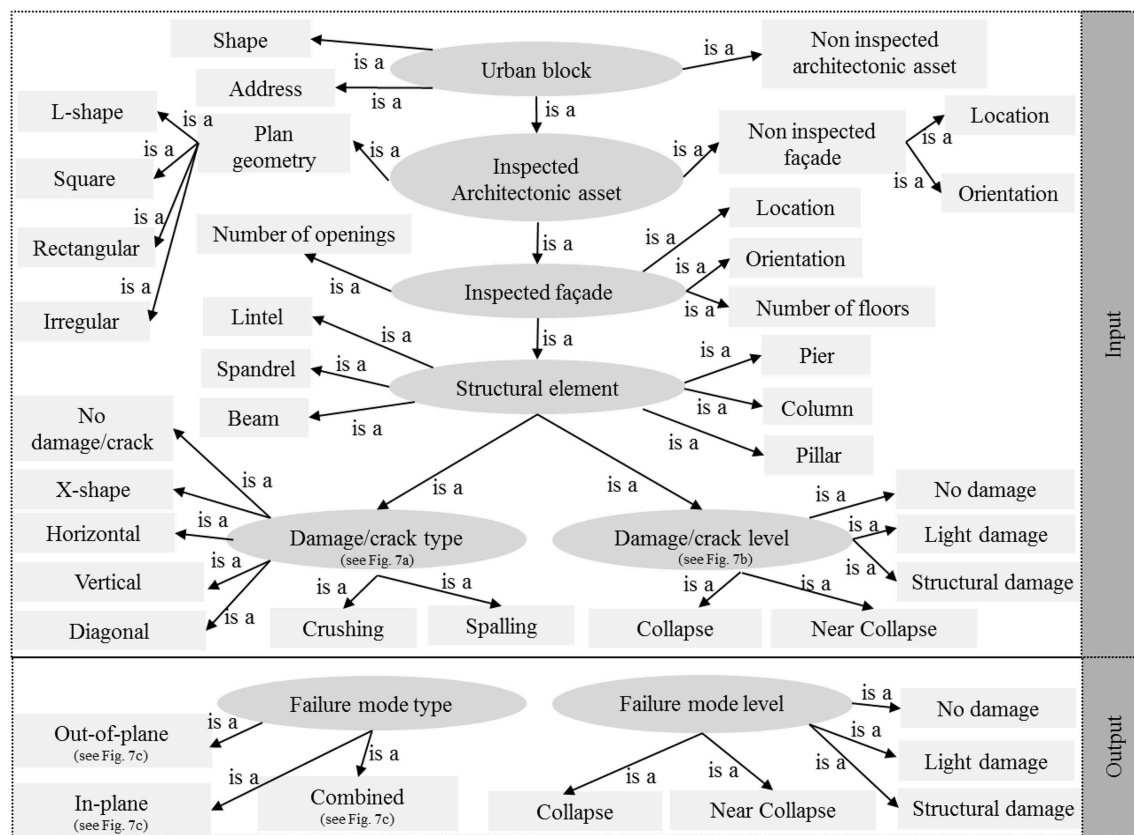 Shape
is a
Urban block
is a
Non inspected
architectonic asset
Address
is a
is a
L-shape
is a
Plan
geometry
is a
Inspected
Architectonic asset
is a
Non inspected
façade
is a
Location
is a
Orientation
is a
Square
is a
Rectangular
is a
Irregular
Number of openings
is a
is a
is a
Location
is a
Orientation
Inspected façade
is a
Number of floors
Lintel
is a
is a
is a
Pier
Spandrel
is a
Structural element
is a
Column
Beam
is a
is a
Pillar
No
damage/crack
is a
is a
is a
is a
No damage
X-shape
is a
Horizontal
Damage/crack type
(see Fig. 7a)
Damage/crack level
(see Fig. 7b)
is a
Light damage
is a
Structural damage
Vertical
is a
is a
is a
is a
is a
Diagonal
is a
Crushing
Spalling
Collapse
Near Collapse
Input
Failure mode type
Failure mode level
is a
No damage
Out-of-plane
(see Fig. 7c)
is a
is a
Light damage
is a
is a
is a
is a
is a
In-plane
(see Fig. 7c)
Combined
(see Fig. 7c)
Collapse
Near Collapse
Structural damage
Output